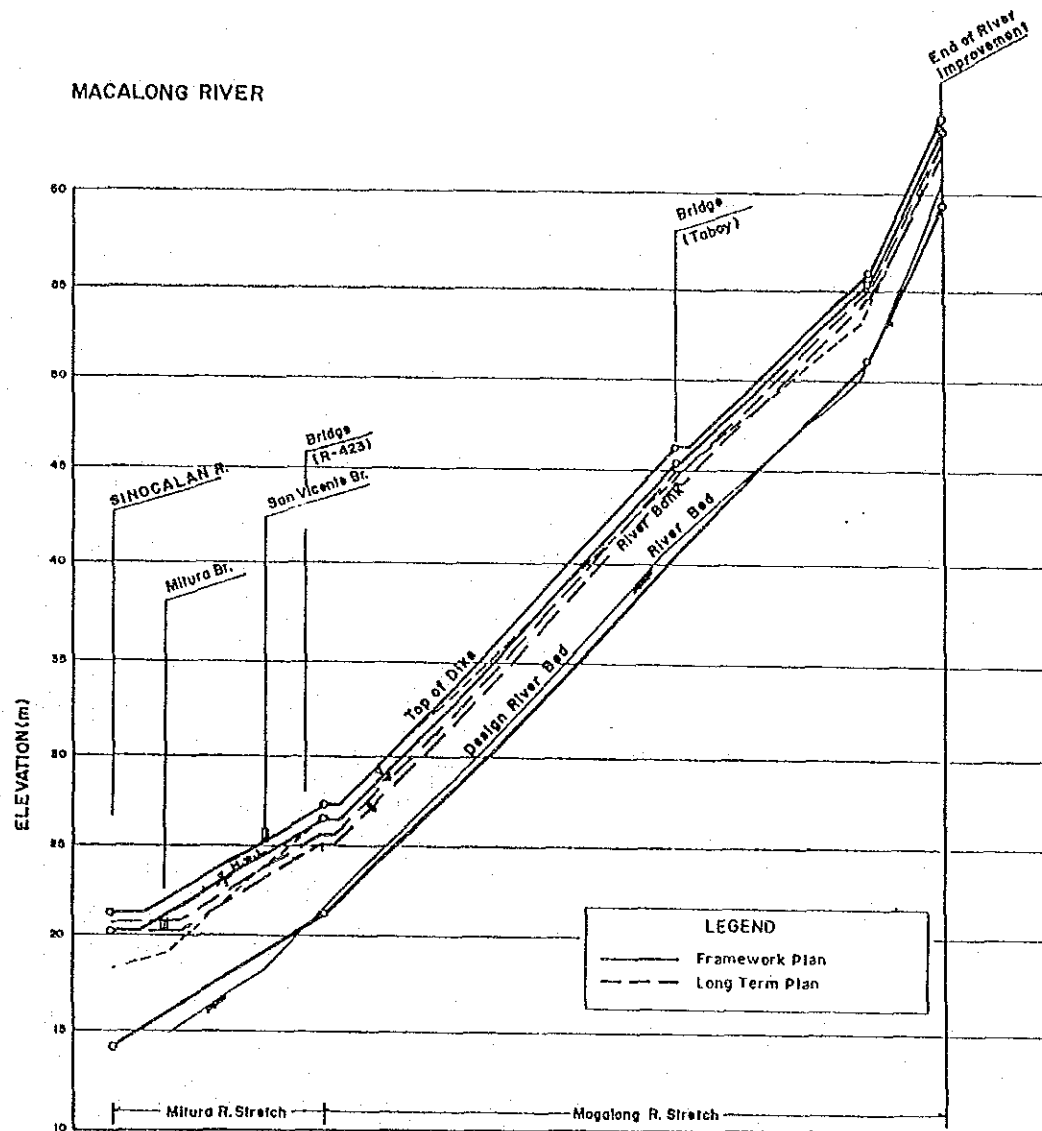 End of River
Improvement
MACALONG RIVER
60
Bridge
(Taboy)
55
50
Bridge
(R-423)
45
SINOCALAN R.
San Vicente Br.
River Bank
River Bed
40
Mitura Br.
Top of Dike
Design River Bed
35
30
ELEVATION(m)
25
H.W.L
20
LEGEND
Framework Plan
Long Term Plan
15
Mitura R. Stretch
Mogalong R. Stretch
10